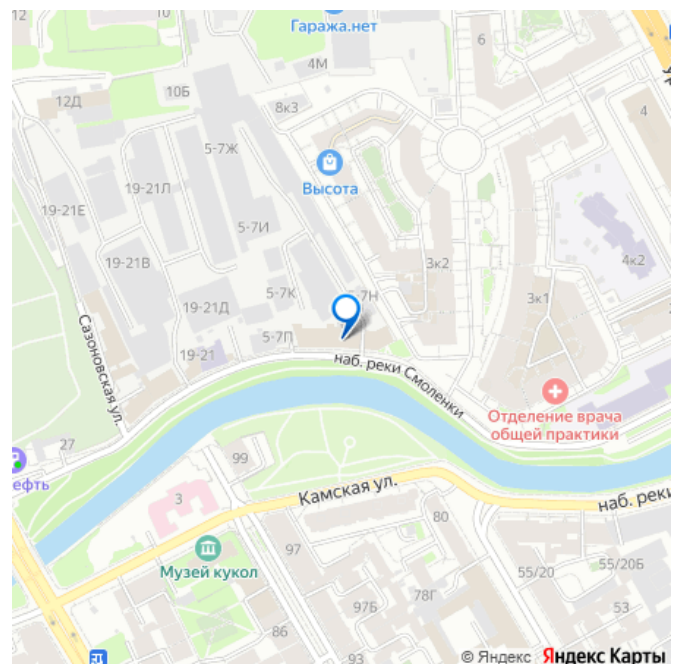 Гаража.нет
6
4М
12Д
10Б
8к3
4
5-7Ж
Высота
19-21Л
19-21Е
5-7И
19-21В
3к2
4к2
5-7К
5-7Н
3к1
19-21Д
Сазоновская ул.
5-7П
19-21
наб. реки Смоленки
Отделение врача
общей практики
27
99
ефть
Камская ул.
3
наб. реки
80
Музей кукол
97
55/20
55/20Б
97Б
78Г
53
86
93
© Яндекс Яндекс Карты